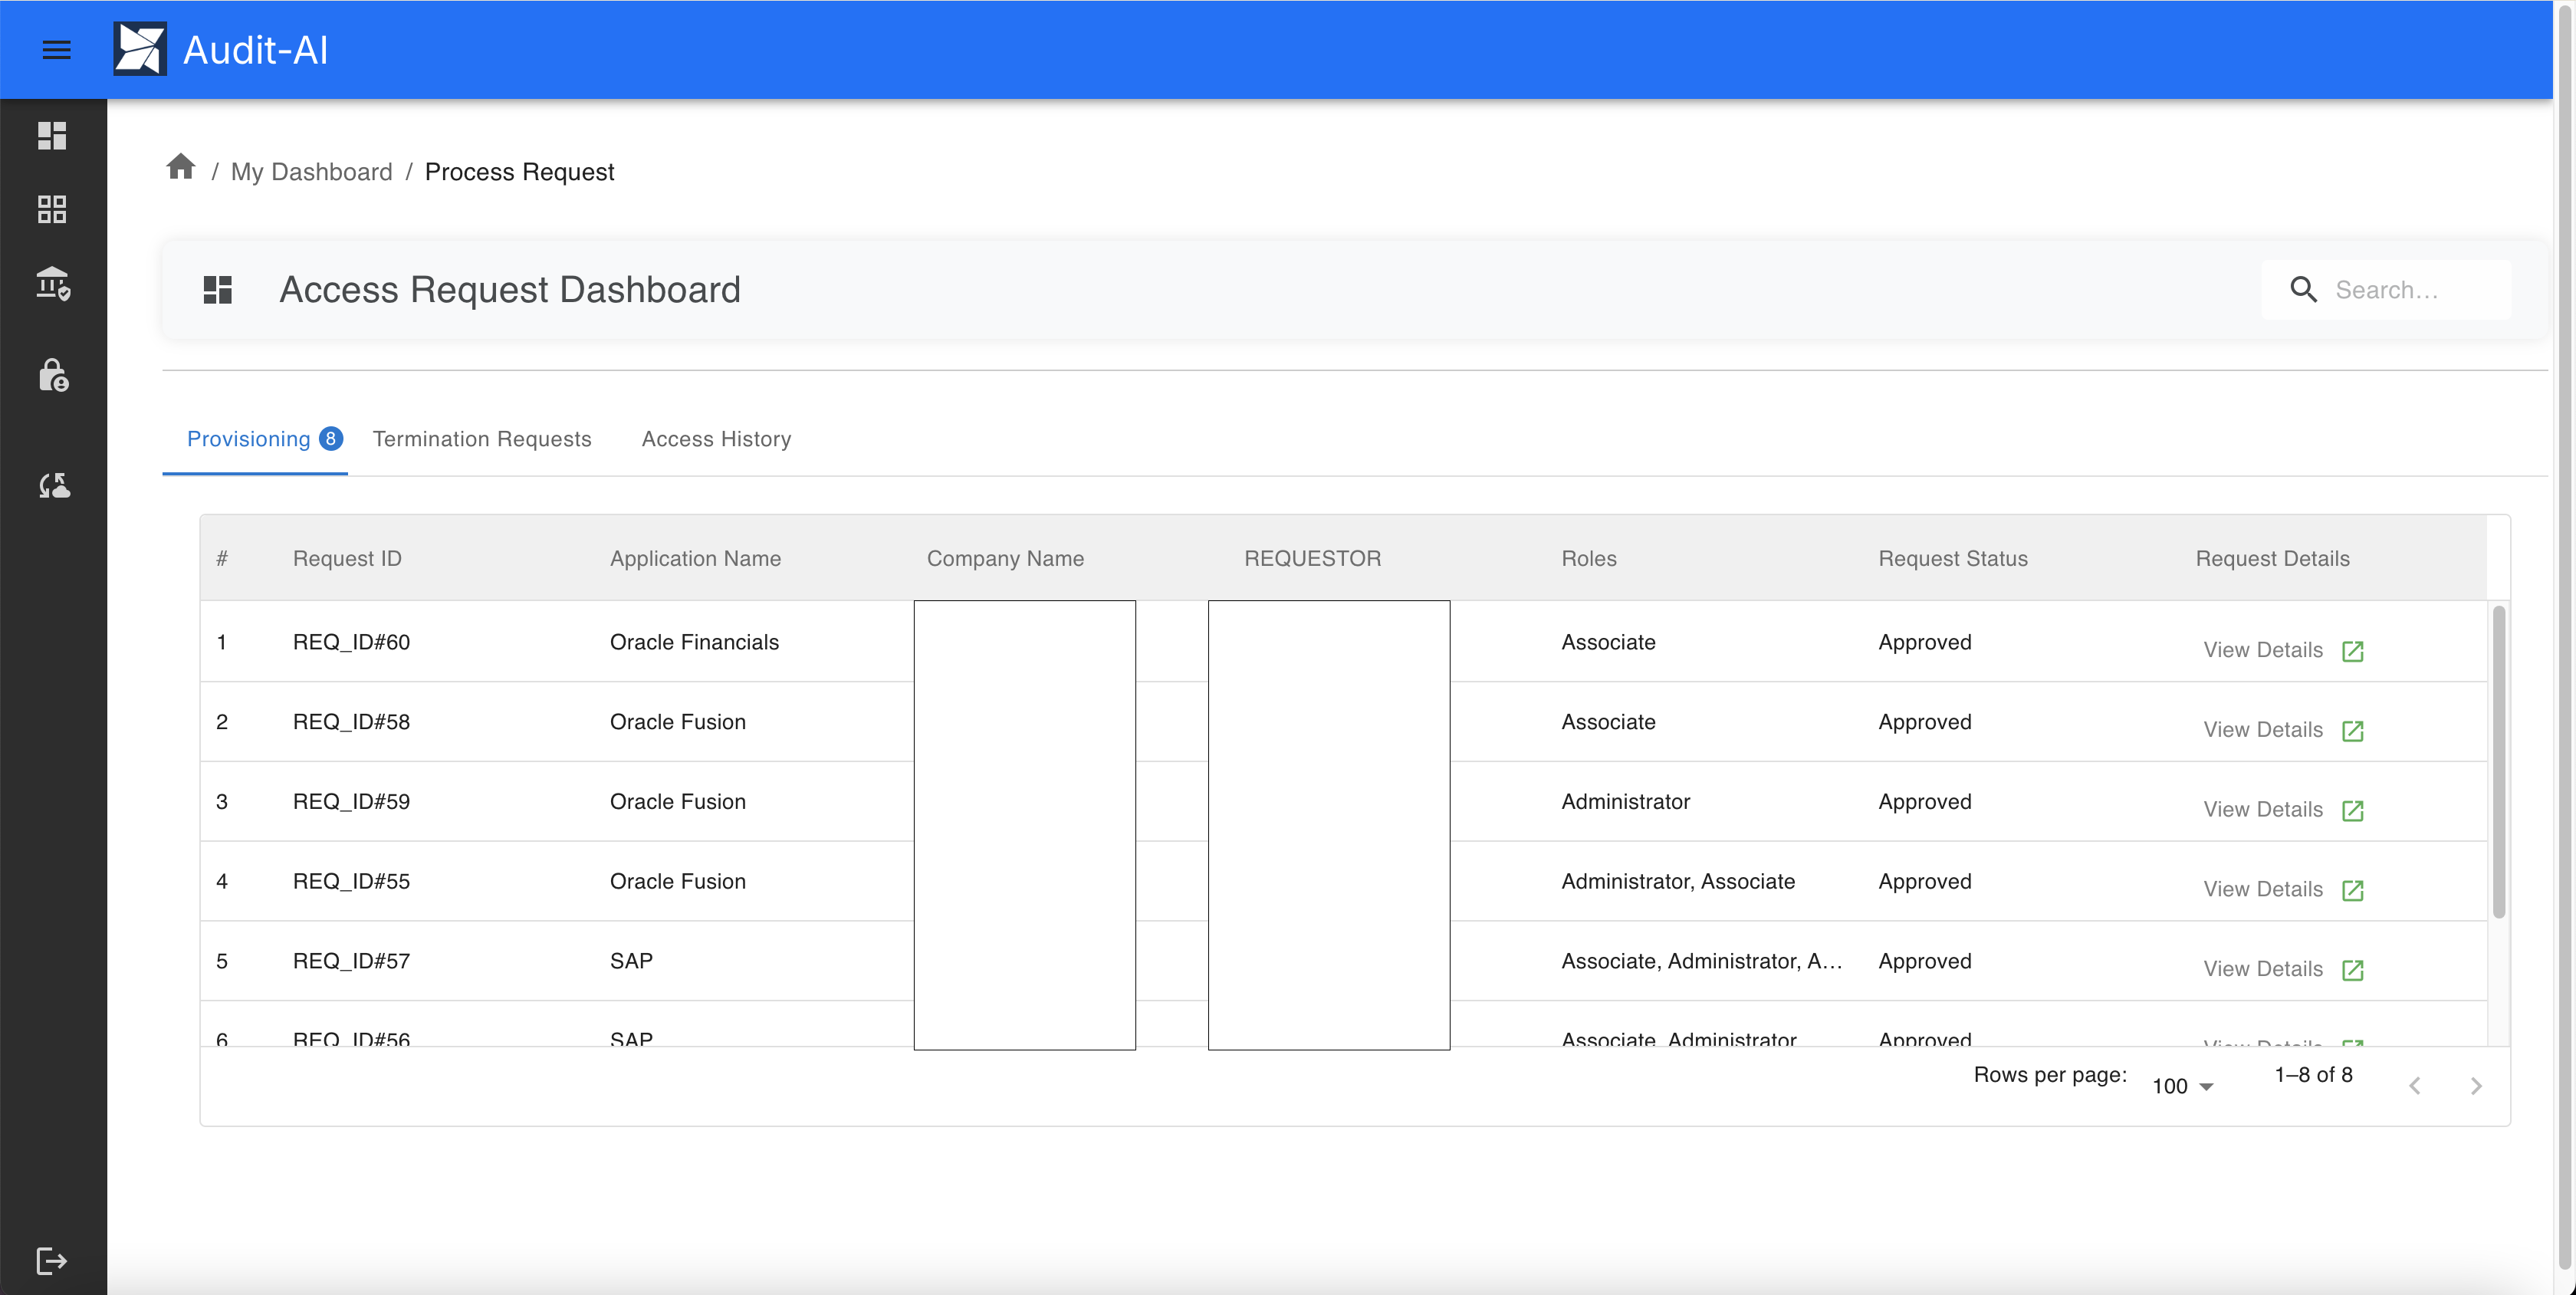 Audit-AI
/ My Dashboard / Process Request
Access Request Dashboard
Search...
Provisioning 8 Termination Requests Access History
# Request ID Application Name Company Name REQUESTOR Roles Request Status Request Details
1 REQ_ID#60 Oracle Financials Associate Approved View Details
2 REQ_ID#58 Oracle Fusion Associate Approved View Details
3 REQ_ID#59 Oracle Fusion Administrator Approved View Details
4 REQ_ID#55 Oracle Fusion Administrator, Associate Approved View Details
5 REQ_ID#57 SAP Associate, Administrator, A... Approved View Details
6 REQ_ID#56 SAP Associate, Administrator Approved View Details
Rows per page: 100 1–8 of 8